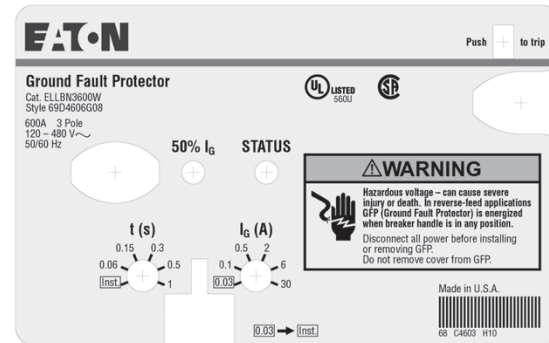 EATON
Push to trip
Ground Fault Protector
Cat. ELLBN3600W
Style 69D4606G08
600A 3 Pole
120 – 480 V~
50/60 Hz
UL LISTED
560U
SA
50% IG STATUS
⚠WARNING
Hazardous voltage – can cause severe
injury or death. In reverse-feed applications
GFP (Ground Fault Protector) is energized
when breaker handle is in any position.
Disconnect all power before installing
or removing GFP.
Do not remove cover from GFP.
t (s)
0.15 0.3
0.06 0.5
Inst. 1
IG (A)
0.5 2
0.1 6
0.03 30
0.03 → Inst.
Made in U.S.A.
68 C4603 H10